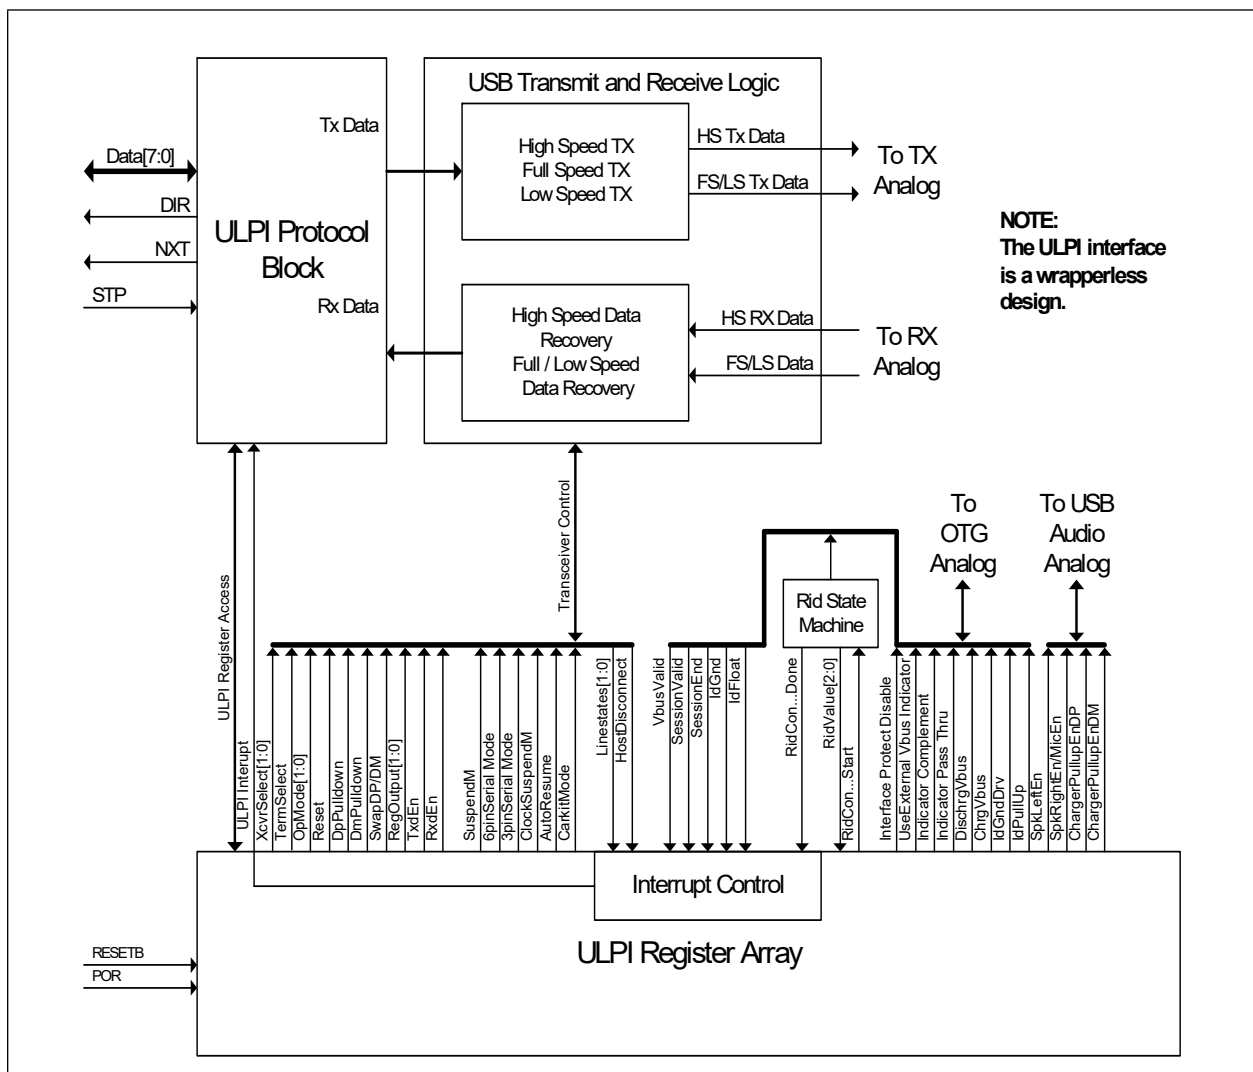 USB Transmit and Receive Logic
Tx Data
High Speed TX
Full Speed TX
Low Speed TX
HS Tx Data
FS/LS Tx Data
To TX
Analog
Data[7:0]
DIR
NXT
STP
ULPI Protocol
Block
Rx Data
High Speed Data
Recovery
Full / Low Speed
Data Recovery
HS RX Data
FS/LS Data
To RX
Analog
NOTE:
The ULPI interface
is a wrapperless
design.
ULPI Register Access
Transceiver Control
To
OTG
Analog
To USB
Audio
Analog
Rid State
Machine
ULPI Interupt
XcvrSelect[1:0]
TermSelect
OpMode[1:0]
Reset
DpPulldown
DmPulldown
SwapDP/DM
RegOutput[1:0]
TxdEn
RxdEn
SuspendM
6pinSerial Mode
3pinSerial Mode
ClockSuspendM
AutoResume
CarkitMode
Linestates[1:0]
HostDisconnect
VbusValid
SessionValid
SessionEnd
IdGnd
IdFloat
RidCon...Done
RidValue[2:0]
RidCon...Start
Interface Protect Disable
UseExternal Vbus Indicator
Indicator Complement
Indicator Pass Thru
DischrgVbus
ChrgVbus
IdGndDrv
IdPullUp
SpkLeftEn
SpkRightEn/MicEn
ChargerPullupEnDP
ChargerPullupEnDM
Interrupt Control
ULPI Register Array
RESETB
POR